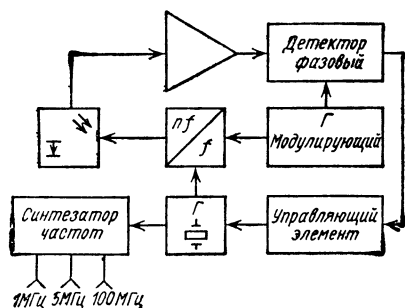 Детектор
фазовый
nf
f
Г
Модулирующий
Синтезатор
частот
Г
Управляющий
элемент
1МГц 5МГц 100МГц